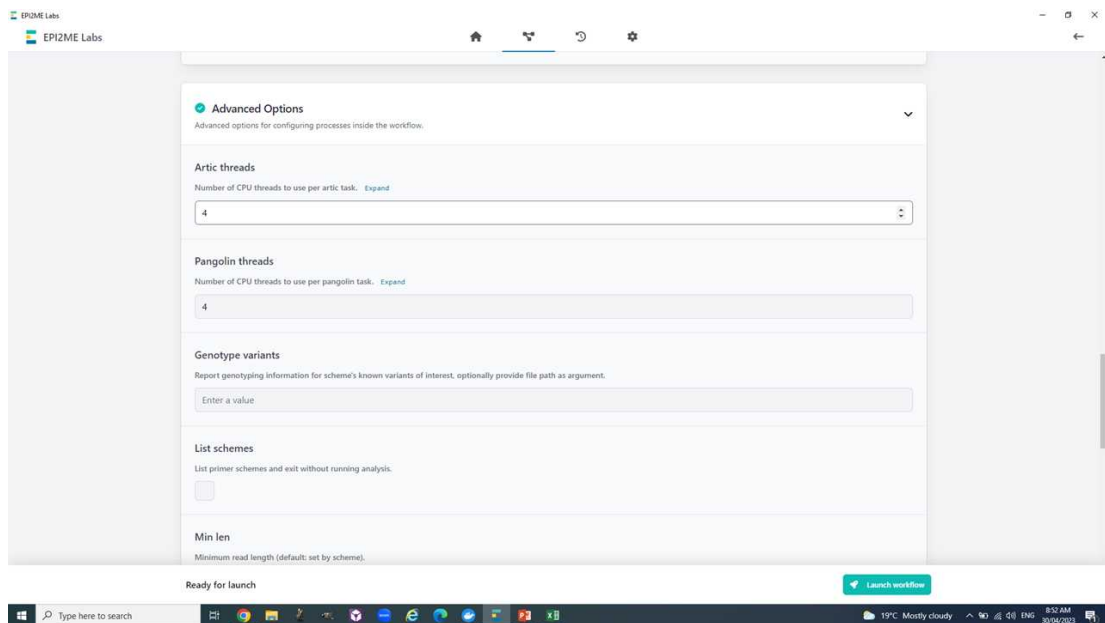 EPI2ME Labs
EPI2ME Labs
Advanced Options
Advanced options for configuring processes inside the workflow.
Artic threads
Number of CPU threads to use per artic task. Expand
4
Pangolin threads
Number of CPU threads to use per pangolin task. Expand
4
Genotype variants
Report genotyping information for scheme's known variants of interest, optionally provide file path as argument.
Enter a value
List schemes
List primer schemes and exit without running analysis.
Min len
Minimum read length (default: set by scheme).
Ready for launch
Launch workflow
Type here to search
19°C Mostly cloudy
ENG
8:52 AM
30/04/2023